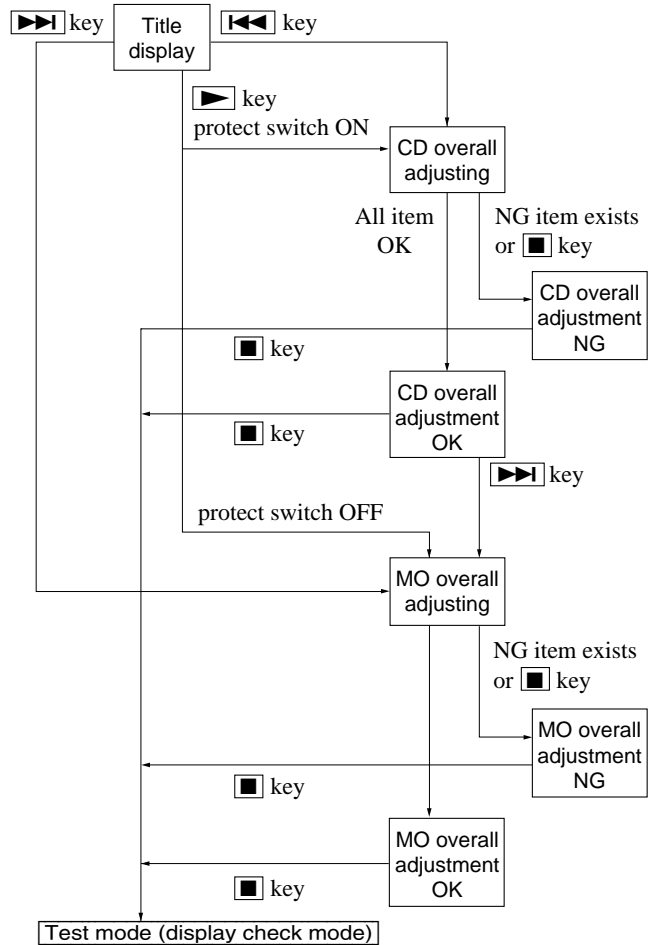 key
Title
display
key
key
protect switch ON
CD overall
adjusting
All item
OK
NG item exists
or key
CD overall
adjustment
NG
key
CD overall
adjustment
OK
key
key
protect switch OFF
MO overall
adjusting
NG item exists
or key
MO overall
adjustment
NG
key
MO overall
adjustment
OK
key
Test mode (display check mode)